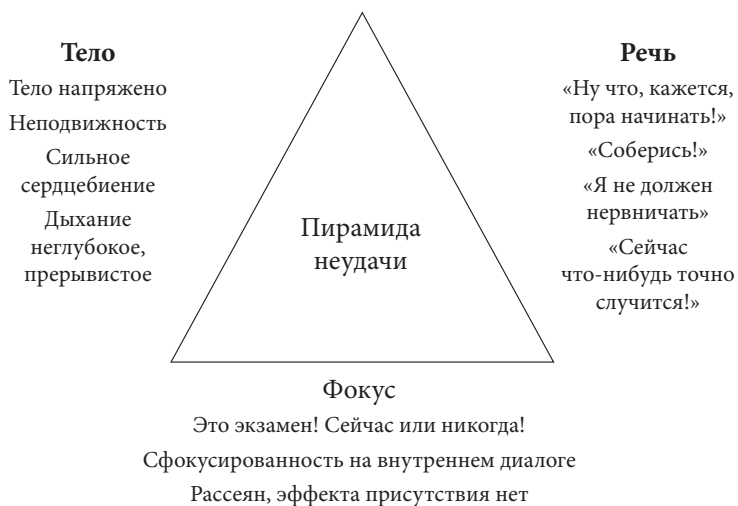 Тело
Тело напряжено
Неподвижность
Сильное
сердцебиение
Дыхание
неглубокое,
прерывистое
Речь
«Ну что, кажется,
пора начинать!»
«Соберись!»
«Я не должен
нервничать»
«Сейчас
что-нибудь точно
случится!»
Пирамида
неудачи
Фокус
Это экзамен! Сейчас или никогда!
Сфокусированность на внутреннем диалоге
Рассеян, эффекта присутствия нет